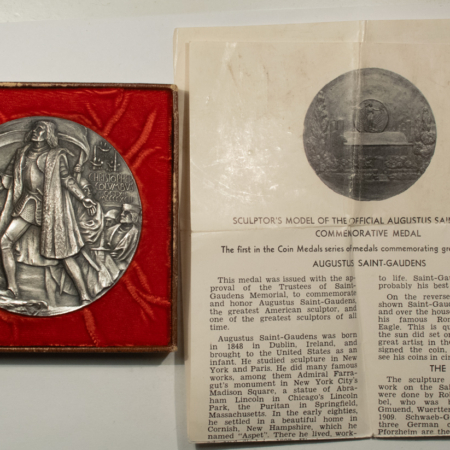 SCULPTOR'S MODEL OF THE OFFICIAL AUGUSTUS SAI
COMMEMORATIVE MEDAL
The first in the Coin Medals series of medals commemorating gr
AUGUSTUS SAINT-GAUDENS
This medal was issued with the ap-
proval of the Trustees of Saint-
Gaudens Memorial, to commemorate
and honor Augustus Saint-Gaudens,
the greatest American sculptor, and
one of the greatest sculptors of all
time.
Augustus Saint-Gaudens was born
in 1848 in Dublin, Ireland, and
brought to the United States as an
infant. He studied sculpture in
New York and Paris. He did many
famous works, among them Admiral Farra-
gut's monument in New York City's
Madison Square, a statue of Abra-
ham Lincoln in Chicago's Lincoln
Park, the Puritan in Springfield,
Massachusetts. In the early eighties,
he settled in a beautiful home in
Cornish, New Hampshire, which he
named "Aspet". There he lived, work-
to life. Saint-Gau
probably his best
On the reverse
shown Saint-Gau
and over the hous
his famous Ro
Eagle. This is qu
the sun did set on
great artist, in th
signed the coin,
see his coins in ci
THE
The sculpture
work on the Sai
were done by Ro
bel, who was b
Gmuend, Wuertte
1909. Schwaeb-G
three German c
Pforzheim are th